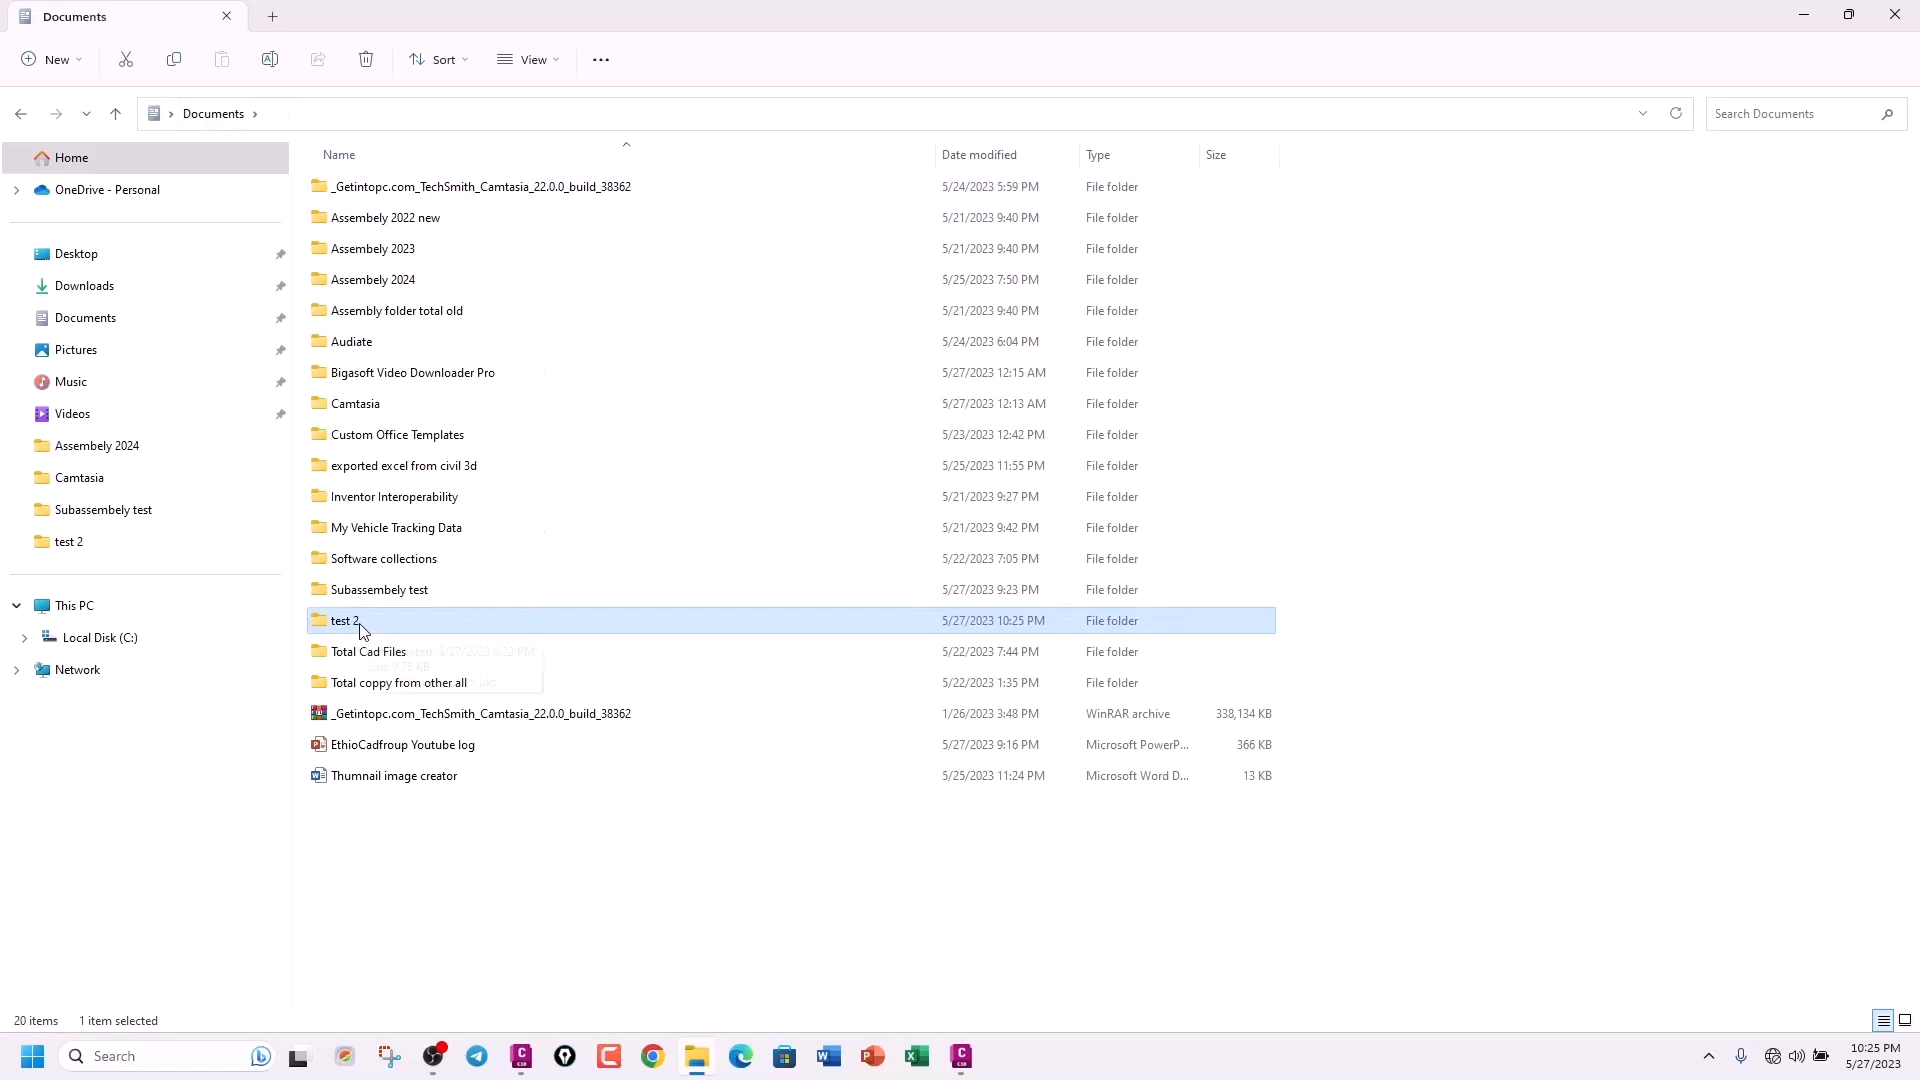 Documents
New
Sort
View
Documents
Search Documents
Name
Date modified
Type
Size
Home
OneDrive - Personal
Desktop
Downloads
Documents
Pictures
Music
Videos
Assembely 2024
Camtasia
Subassembely test
test 2
This PC
Local Disk (C:)
Network
_Getintopc.com_TechSmith_Camtasia_22.0.0_build_38362 5/24/2023 5:59 PM File folder
Assembely 2022 new 5/21/2023 9:40 PM File folder
Assembely 2023 5/21/2023 9:40 PM File folder
Assembely 2024 5/25/2023 7:50 PM File folder
Assembly folder total old 5/21/2023 9:40 PM File folder
Audiate 5/24/2023 6:04 PM File folder
Bigasoft Video Downloader Pro 5/27/2023 12:15 AM File folder
Camtasia 5/27/2023 12:13 AM File folder
Custom Office Templates 5/23/2023 12:42 PM File folder
exported excel from civil 3d 5/25/2023 11:55 PM File folder
Inventor Interoperability 5/21/2023 9:27 PM File folder
My Vehicle Tracking Data 5/21/2023 9:42 PM File folder
Software collections 5/22/2023 7:05 PM File folder
Subassembely test 5/27/2023 9:23 PM File folder
test 2 5/27/2023 10:25 PM File folder
Total Cad Files 5/22/2023 7:44 PM File folder
Total coppy from other all 5/22/2023 1:35 PM File folder
_Getintopc.com_TechSmith_Camtasia_22.0.0_build_38362 1/26/2023 3:48 PM WinRAR archive 338,134 KB
EthioCadfroup Youtube log 5/27/2023 9:16 PM Microsoft PowerP... 366 KB
Thumnail image creator 5/25/2023 11:24 PM Microsoft Word D... 13 KB
20 items 1 item selected
Search
10:25 PM
5/27/2023